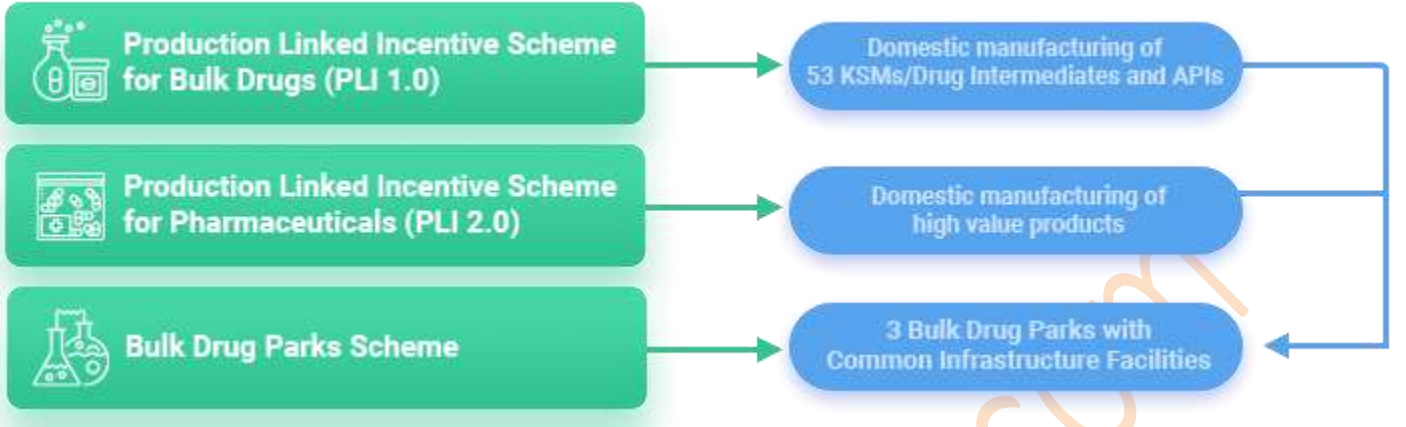 Production Linked Incentive Scheme
for Bulk Drugs (PLI 1.0)
Domestic manufacturing of
53 KSMs/Drug Intermediates and APIs
Production Linked Incentive Scheme
for Pharmaceuticals (PLI 2.0)
Domestic manufacturing of
high value products
Bulk Drug Parks Scheme
3 Bulk Drug Parks with
Common Infrastructure Facilities